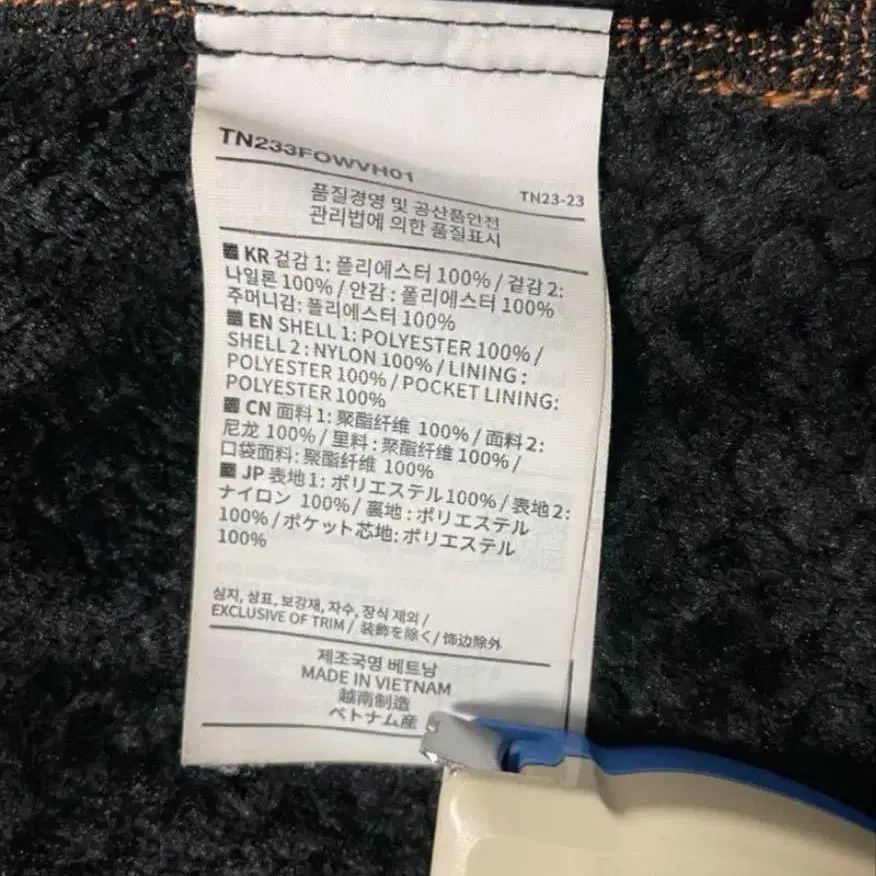 TN233FOWVH01
TN23-23
품질경영 및 공산품안전
관리법에 의한 품질표시
KR 겉감 1: 폴리에스터 100% / 겉감 2:
나일론 100% / 안감 : 폴리에스터 100%
주머니감: 폴리에스터 100%
EN SHELL 1: POLYESTER 100% /
SHELL 2 : NYLON 100% / LINING :
POLYESTER 100% / POCKET LINING:
POLYESTER 100%
CN 面料 1: 聚酯纤维 100% / 面料 2:
尼龙 100% / 里料 : 聚酯纤维 100% /
口袋面料: 聚酯纤维 100%
JP 表地 1: ポリエステル 100% / 表地 2:
ナイロン 100% / 裏地 : ポリエステル
100% / ポケット芯地: ポリエステル
100%
심지, 상표, 보강재, 자수, 장식 제외 /
EXCLUSIVE OF TRIM / 装飾を除く / 饰边除外
제조국명 베트남
MADE IN VIETNAM
越南制造
ベトナム産